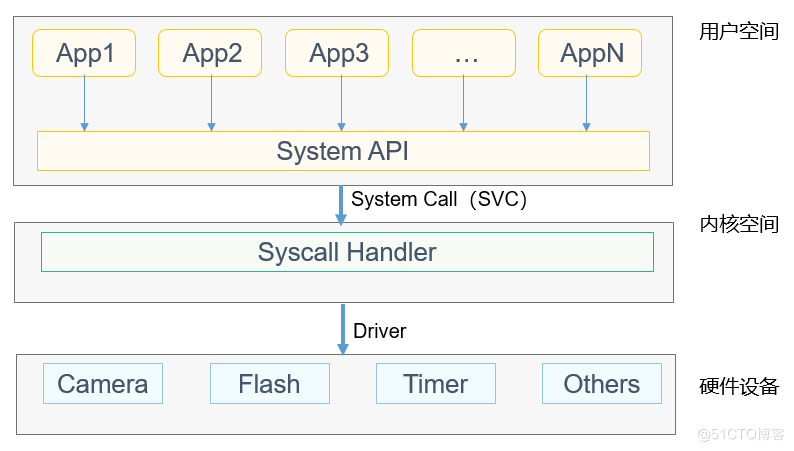 App1 App2 App3 … AppN
用户空间
System API
System Call（SVC）
内核空间
Syscall Handler
Driver
Camera Flash Timer Others
硬件设备
@51CTO博客